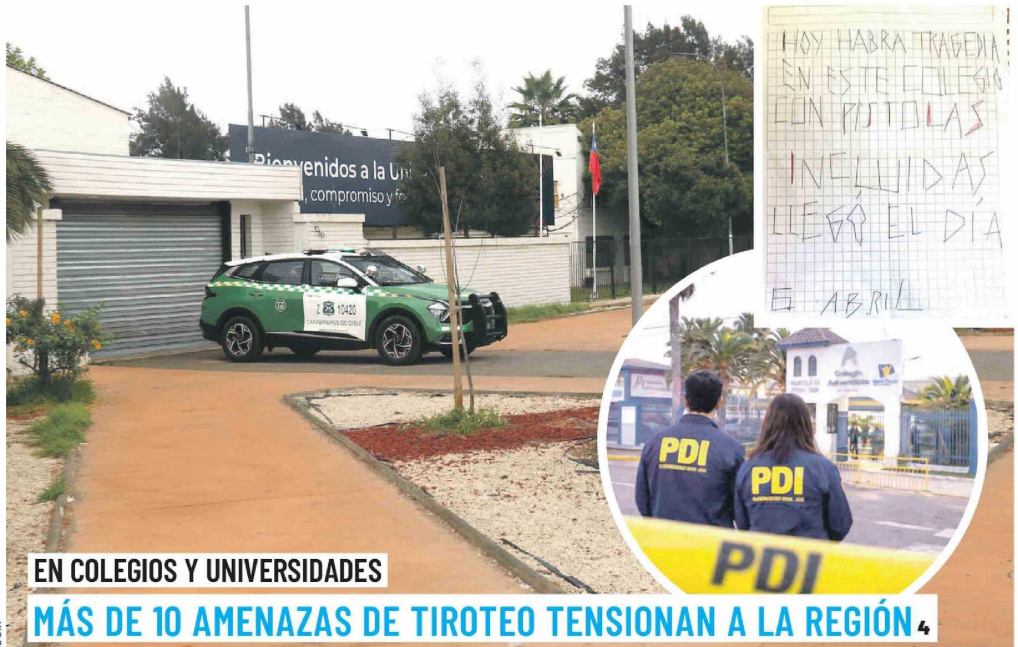 HOY HABRA TRAGEDIA
EN ESTE COLEGIO
CON PISTOLAS
INCLUIDAS
LLEGÓ EL DÍA
6 ABRIL
Bienvenidos a la
, compromiso y
Z 10420
CARABINEROS DE CHILE
Colegio
Adventista
PDI
PDI
PDI
EN COLEGIOS Y UNIVERSIDADES
MÁS DE 10 AMENAZAS DE TIROTEO TENSIONAN A LA REGIÓN 4